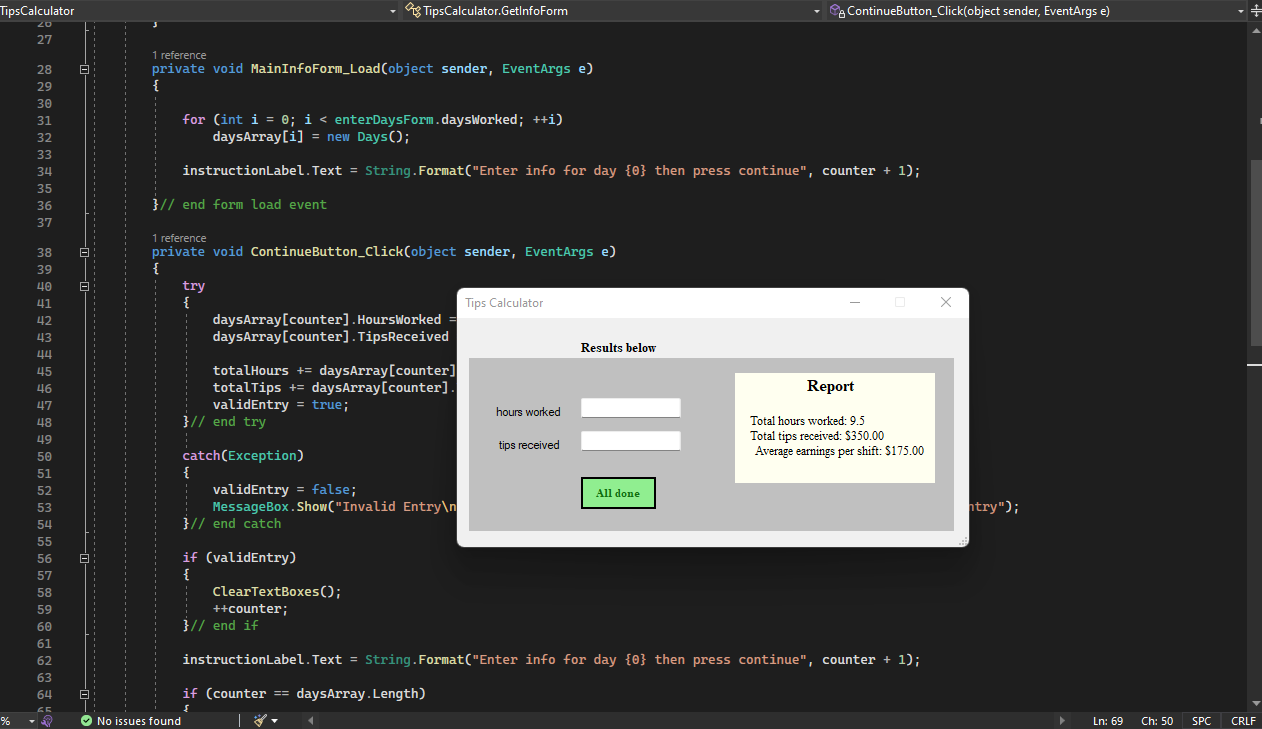 TipsCalculator TipsCalculator.GetInfoForm ContinueButton_Click(object sender, EventArgs e)
26 }
27
1 reference
28 private void MainInfoForm_Load(object sender, EventArgs e)
29 {
30
31 for (int i = 0; i < enterDaysForm.daysWorked; ++i)
32 daysArray[i] = new Days();
33
34 instructionLabel.Text = String.Format("Enter info for day {0} then press continue", counter + 1);
35
36 }// end form load event
37
1 reference
38 private void ContinueButton_Click(object sender, EventArgs e)
39 {
40 try
41 {
42 daysArray[counter].HoursWorked =
43 daysArray[counter].TipsReceived
44
45 totalHours += daysArray[counter]
46 totalTips += daysArray[counter].
47 validEntry = true;
48 }// end try
49
50 catch(Exception)
51 {
52 validEntry = false;
53 MessageBox.Show("Invalid Entry\n ntry");
54 }// end catch
55
56 if (validEntry)
57 {
58 ClearTextBoxes();
59 ++counter;
60 }// end if
61
62 instructionLabel.Text = String.Format("Enter info for day {0} then press continue", counter + 1);
63
64 if (counter == daysArray.Length)
65 {
Tips Calculator
Results below
hours worked
tips received
All done
Report
Total hours worked: 9.5
Total tips received: $350.00
Average earnings per shift: $175.00
% No issues found Ln: 69 Ch: 50 SPC CRLF